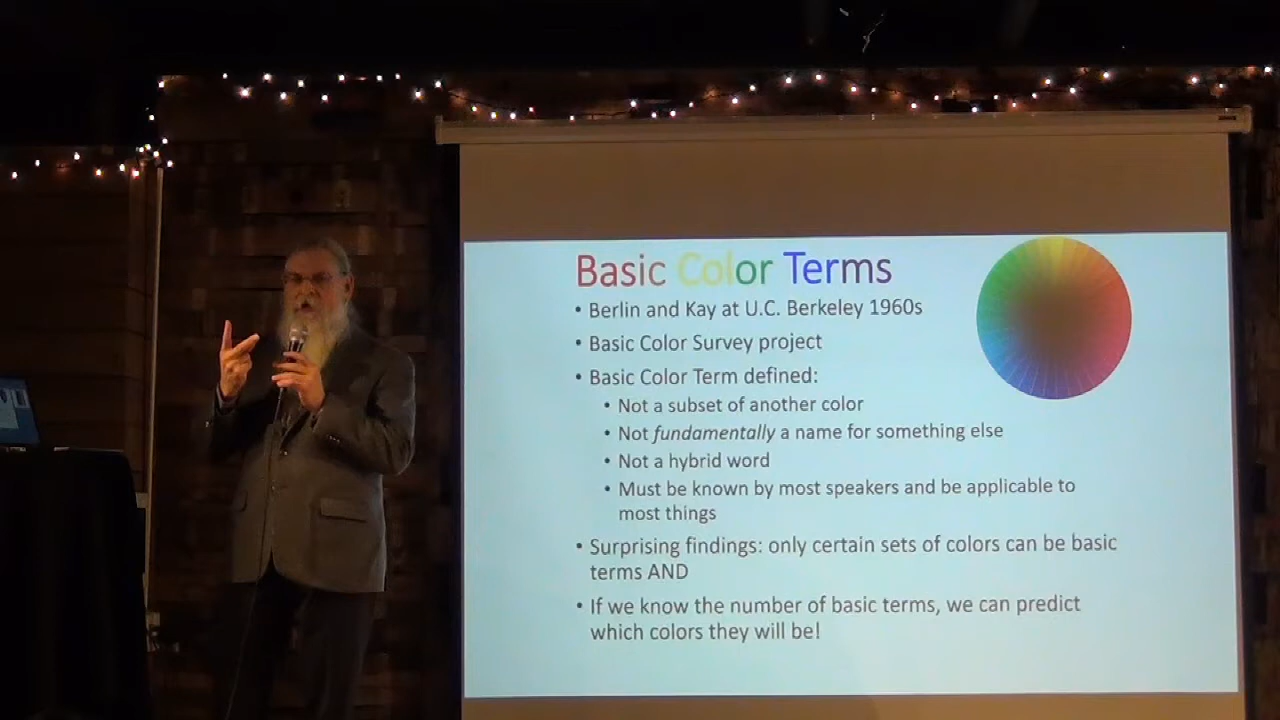 Basic Color Terms
• Berlin and Kay at U.C. Berkeley 1960s
• Basic Color Survey project
• Basic Color Term defined:
• Not a subset of another color
• Not fundamentally a name for something else
• Not a hybrid word
• Must be known by most speakers and be applicable to
most things
• Surprising findings: only certain sets of colors can be basic
terms AND
• If we know the number of basic terms, we can predict
which colors they will be!